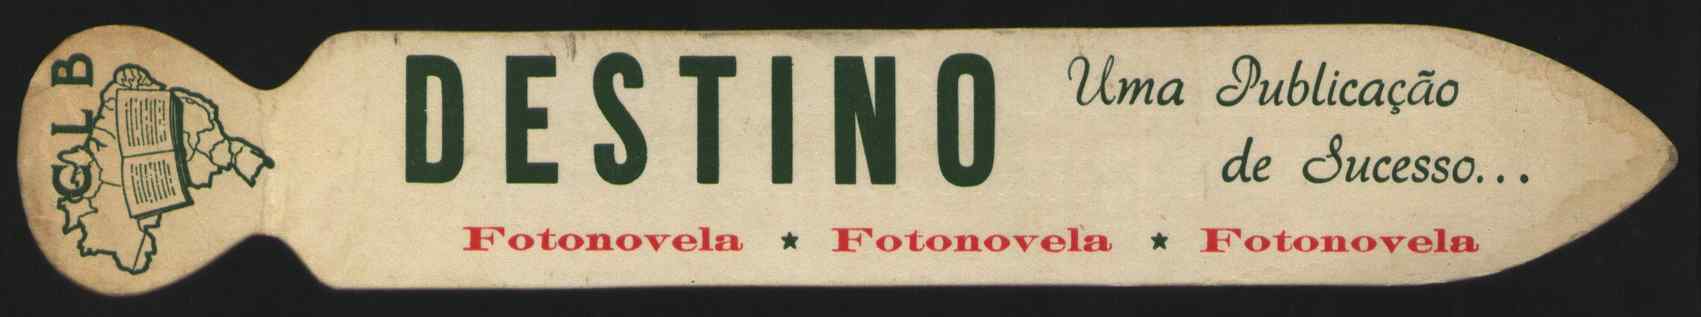 CLB
DESTINO
Uma Publicação
de Sucesso...
Fotonovela ★ Fotonovela ★ Fotonovela